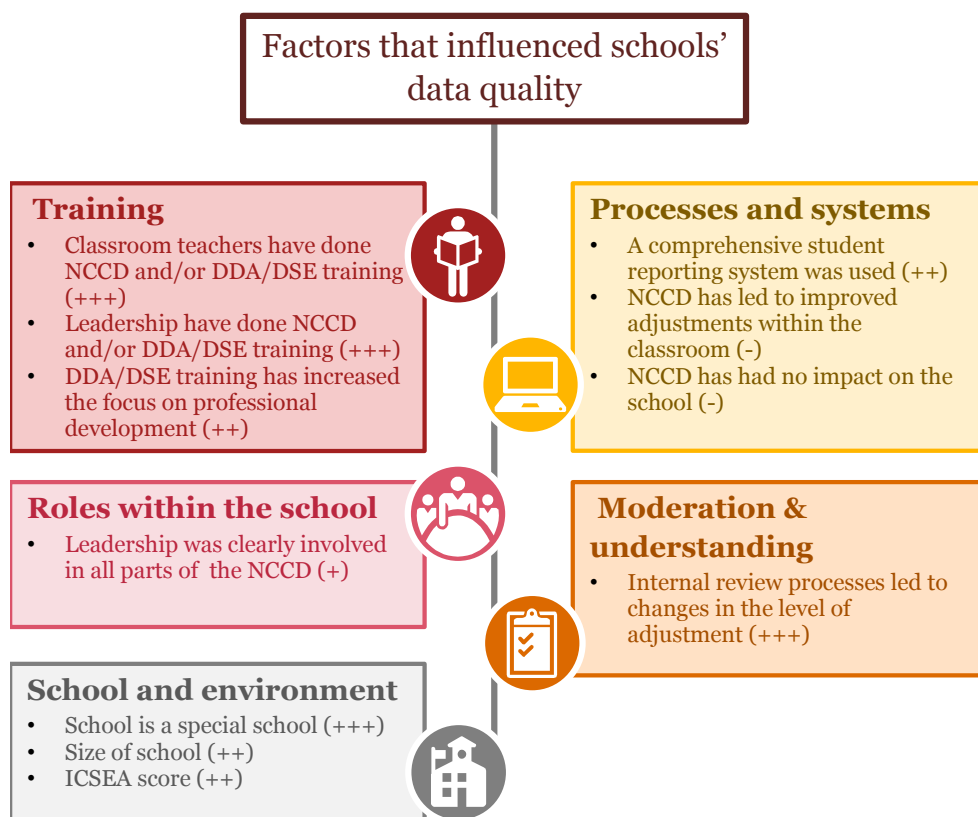 Factors that influenced schools’
data quality
Training
• Classroom teachers have done
NCCD and/or DDA/DSE training
(+++)
• Leadership have done NCCD
and/or DDA/DSE training (+++)
• DDA/DSE training has increased
the focus on professional
development (++)
Processes and systems
• A comprehensive student
reporting system was used (++)
• NCCD has led to improved
adjustments within the
classroom (-)
• NCCD has had no impact on the
school (-)
Roles within the school
• Leadership was clearly involved
in all parts of the NCCD (+)
Moderation &
understanding
• Internal review processes led to
changes in the level of
adjustment (+++)
School and environment
• School is a special school (+++)
• Size of school (++)
• ICSEA score (++)